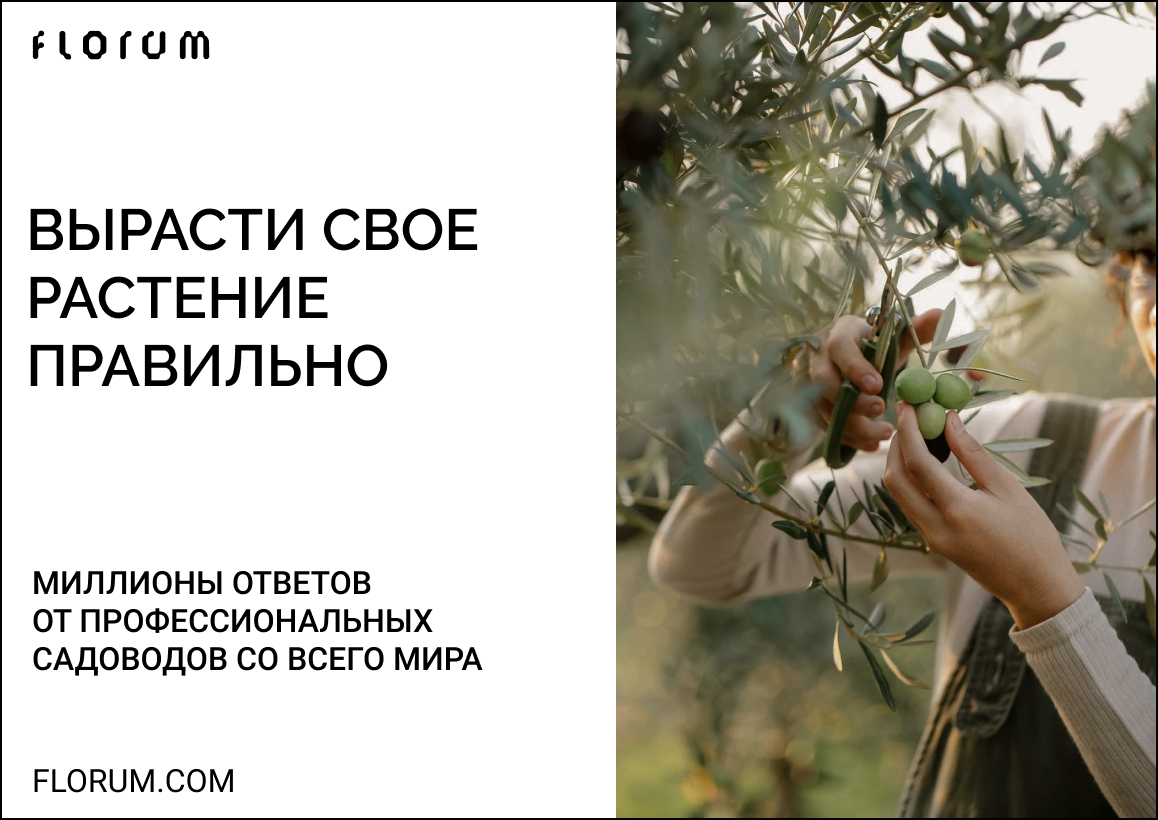 FLORUM
ВЫРАСТИ СВОЕ
РАСТЕНИЕ
ПРАВИЛЬНО
МИЛЛИОНЫ ОТВЕТОВ
ОТ ПРОФЕССИОНАЛЬНЫХ
САДОВОДОВ СО ВСЕГО МИРА
FLORUM.COM